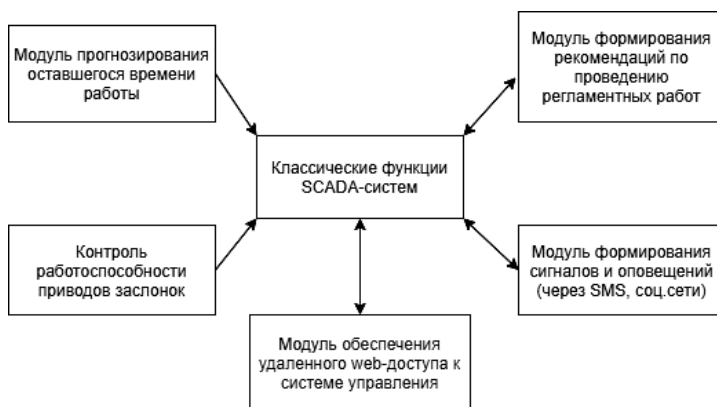 Модуль прогнозирования
оставшегося времени
работы
Модуль формирования
рекомендаций по
проведению
регламентных работ
Классические функции
SCADA-систем
Контроль
работоспособности
приводов заслонок
Модуль формирования
сигналов и оповещений
(через SMS, соц.сети)
Модуль обеспечения
удаленного web-доступа к
системе управления